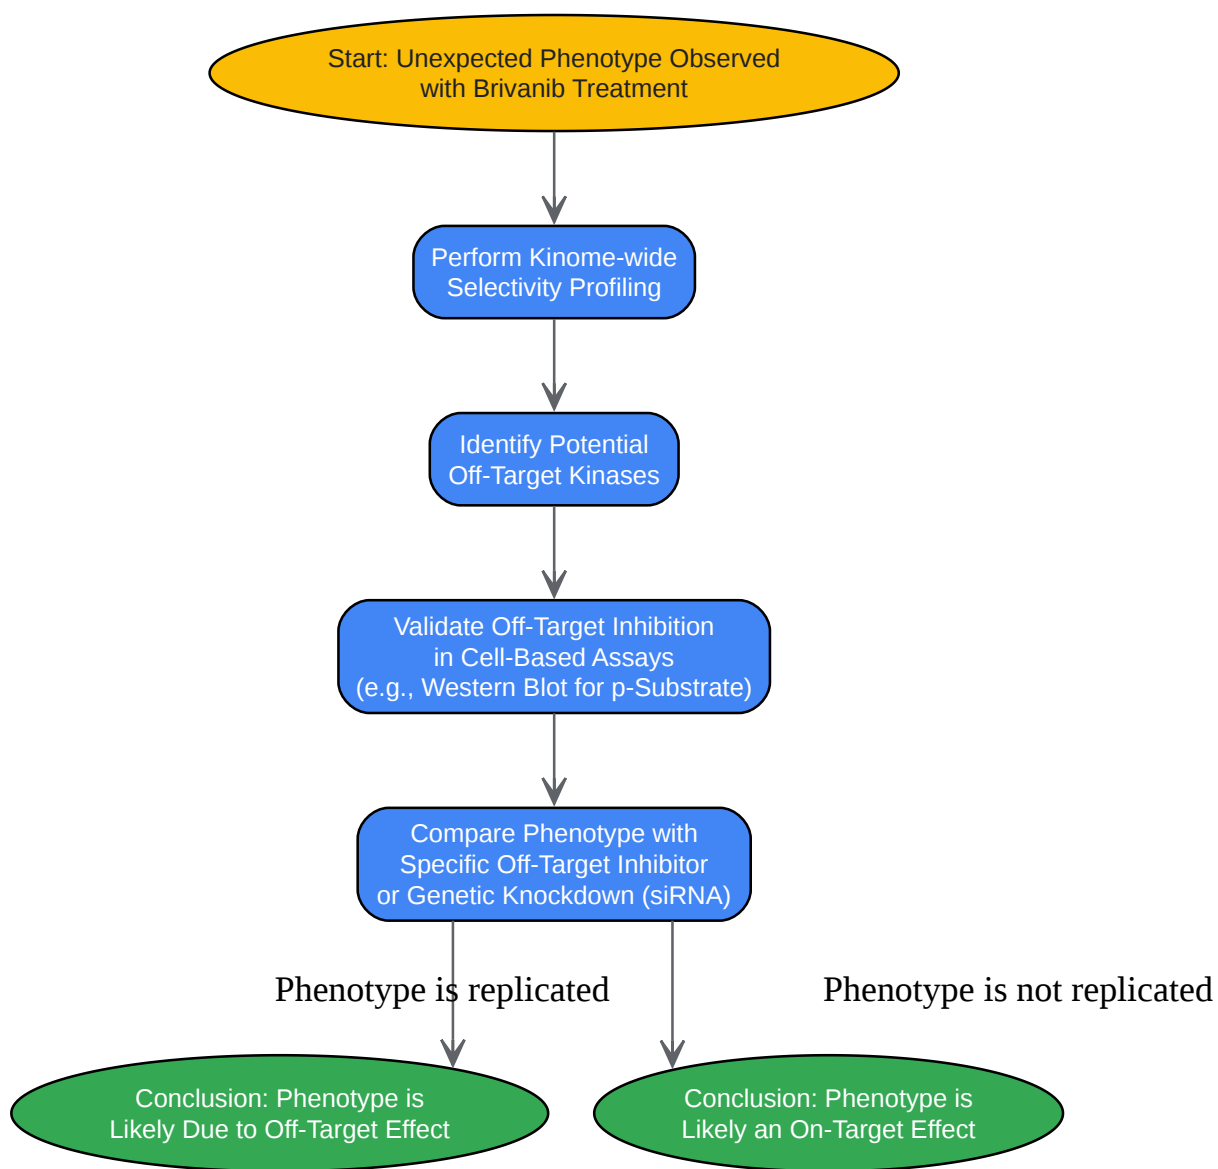 Start: Unexpected Phenotype Observed
with Brivanib Treatment
Perform Kinome-wide
Selectivity Profiling
Identify Potential
Off-Target Kinases
Validate Off-Target Inhibition
in Cell-Based Assays
(e.g., Western Blot for p-Substrate)
Compare Phenotype with
Specific Off-Target Inhibitor
or Genetic Knockdown (siRNA)
Phenotype is replicated
Phenotype is not replicated
Conclusion: Phenotype is
Likely Due to Off-Target Effect
Conclusion: Phenotype is
Likely an On-Target Effect